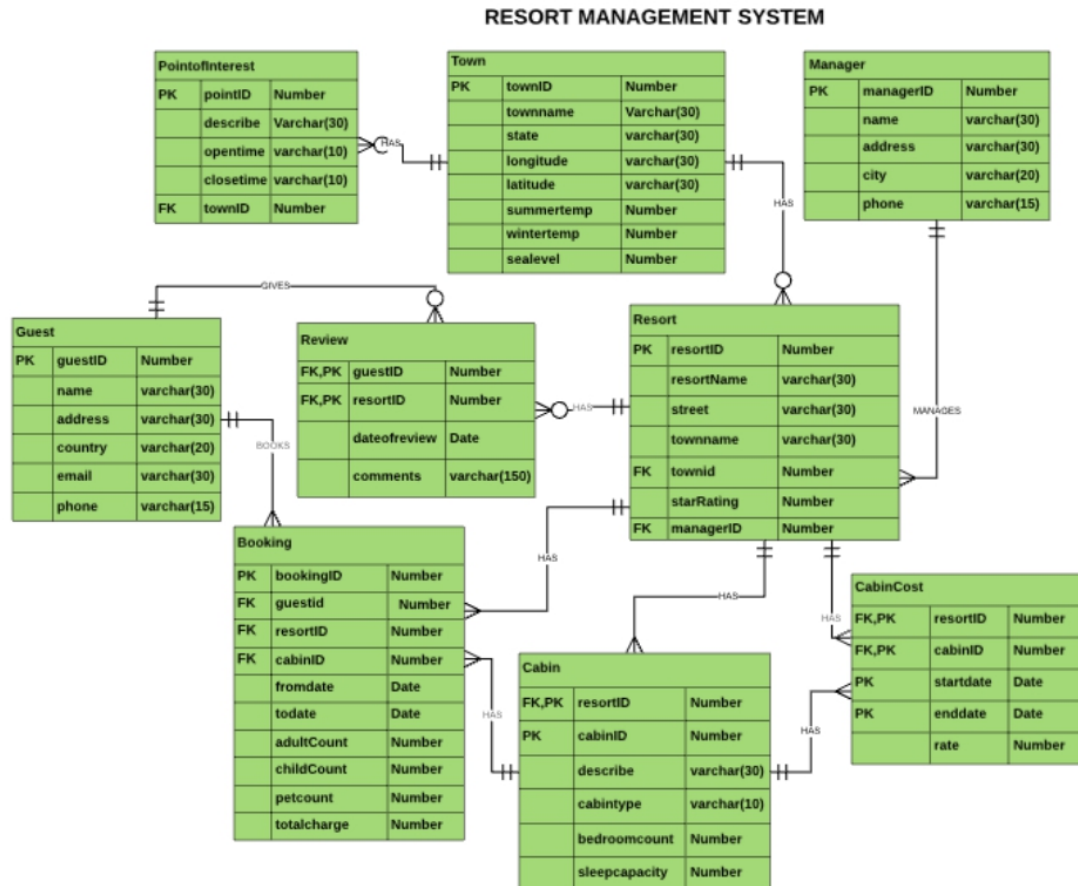 RESORT MANAGEMENT SYSTEM
PointofInterest
PK pointID Number
describe Varchar(30)
opentime varchar(10)
closetime varchar(10)
FK townID Number
HAS
Town
PK townID Number
townname Varchar(30)
state varchar(30)
longitude varchar(30)
latitude varchar(30)
summertemp Number
wintertemp Number
sealevel Number
HAS
Manager
PK managerID Number
name varchar(30)
address varchar(30)
city varchar(20)
phone varchar(15)
MANAGES
GIVES
Guest
PK guestID Number
name varchar(30)
address varchar(30)
country varchar(20)
email varchar(30)
phone varchar(15)
BOOKS
Review
FK,PK guestID Number
FK,PK resortID Number
dateofreview Date
comments varchar(150)
HAS
Resort
PK resortID Number
resortName varchar(30)
street varchar(30)
townname varchar(30)
FK townid Number
starRating Number
FK managerID Number
HAS
HAS
HAS
Booking
PK bookingID Number
FK guestid Number
FK resortID Number
FK cabinID Number
fromdate Date
todate Date
adultCount Number
childCount Number
petcount Number
totalcharge Number
HAS
Cabin
FK,PK resortID Number
PK cabinID Number
describe varchar(30)
cabintype varchar(10)
bedroomcount Number
sleepcapacity Number
HAS
CabinCost
FK,PK resortID Number
FK,PK cabinID Number
PK startdate Date
PK enddate Date
rate Number